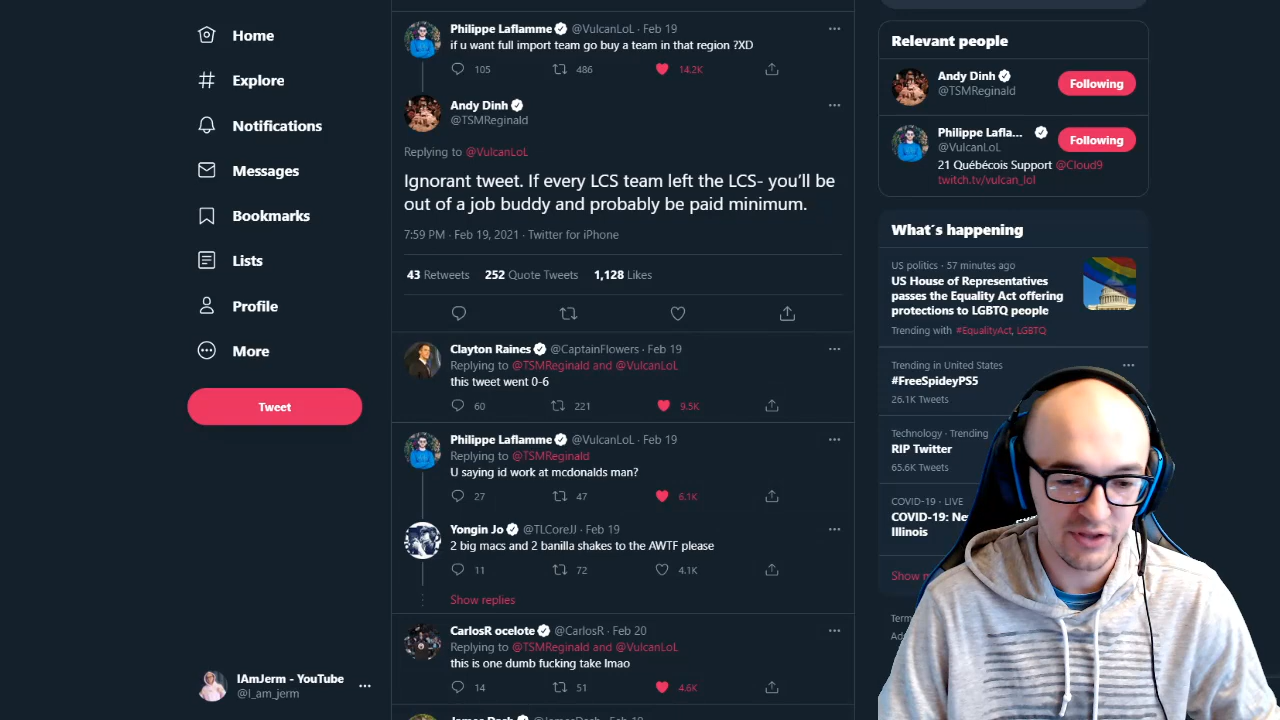 Home
Explore
Notifications
Messages
Bookmarks
Lists
Profile
More
Tweet
IAmJerm - YouTube
@I_am_jerm
Philippe Laflamme @VulcanLoL · Feb 19
if u want full import team go buy a team in that region ?XD
105 486 14.2K
Andy Dinh
@TSMReginald
Replying to @VulcanLoL
Ignorant tweet. If every LCS team left the LCS- you’ll be
out of a job buddy and probably be paid minimum.
7:59 PM · Feb 19, 2021 · Twitter for iPhone
43 Retweets 252 Quote Tweets 1,128 Likes
Clayton Raines @CaptainFlowers · Feb 19
Replying to @TSMReginald and @VulcanLoL
this tweet went 0-6
60 221 9.5K
Philippe Laflamme @VulcanLoL · Feb 19
Replying to @TSMReginald
U saying id work at mcdonalds man?
27 47 6.1K
Yongin Jo @TLCoreJJ · Feb 19
2 big macs and 2 banilla shakes to the AWTF please
11 72 4.1K
Show replies
CarlosR ocelote @CarlosR · Feb 20
Replying to @TSMReginald and @VulcanLoL
this is one dumb fucking take lmao
14 51 4.6K
Relevant people
Andy Dinh
@TSMReginald
Following
Philippe Lafla...
@VulcanLoL
Following
21 Québécois Support @Cloud9
twitch.tv/vulcan_lol
What´s happening
US politics · 57 minutes ago
US House of Representatives
passes the Equality Act offering
protections to LGBTQ people
Trending with #EqualityAct, LGBTQ
Trending in United States
#FreeSpideyPS5
26.1K Tweets
Technology · Trending
RIP Twitter
65.6K Tweets
COVID-19 · LIVE
COVID-19:
Illinois
Show